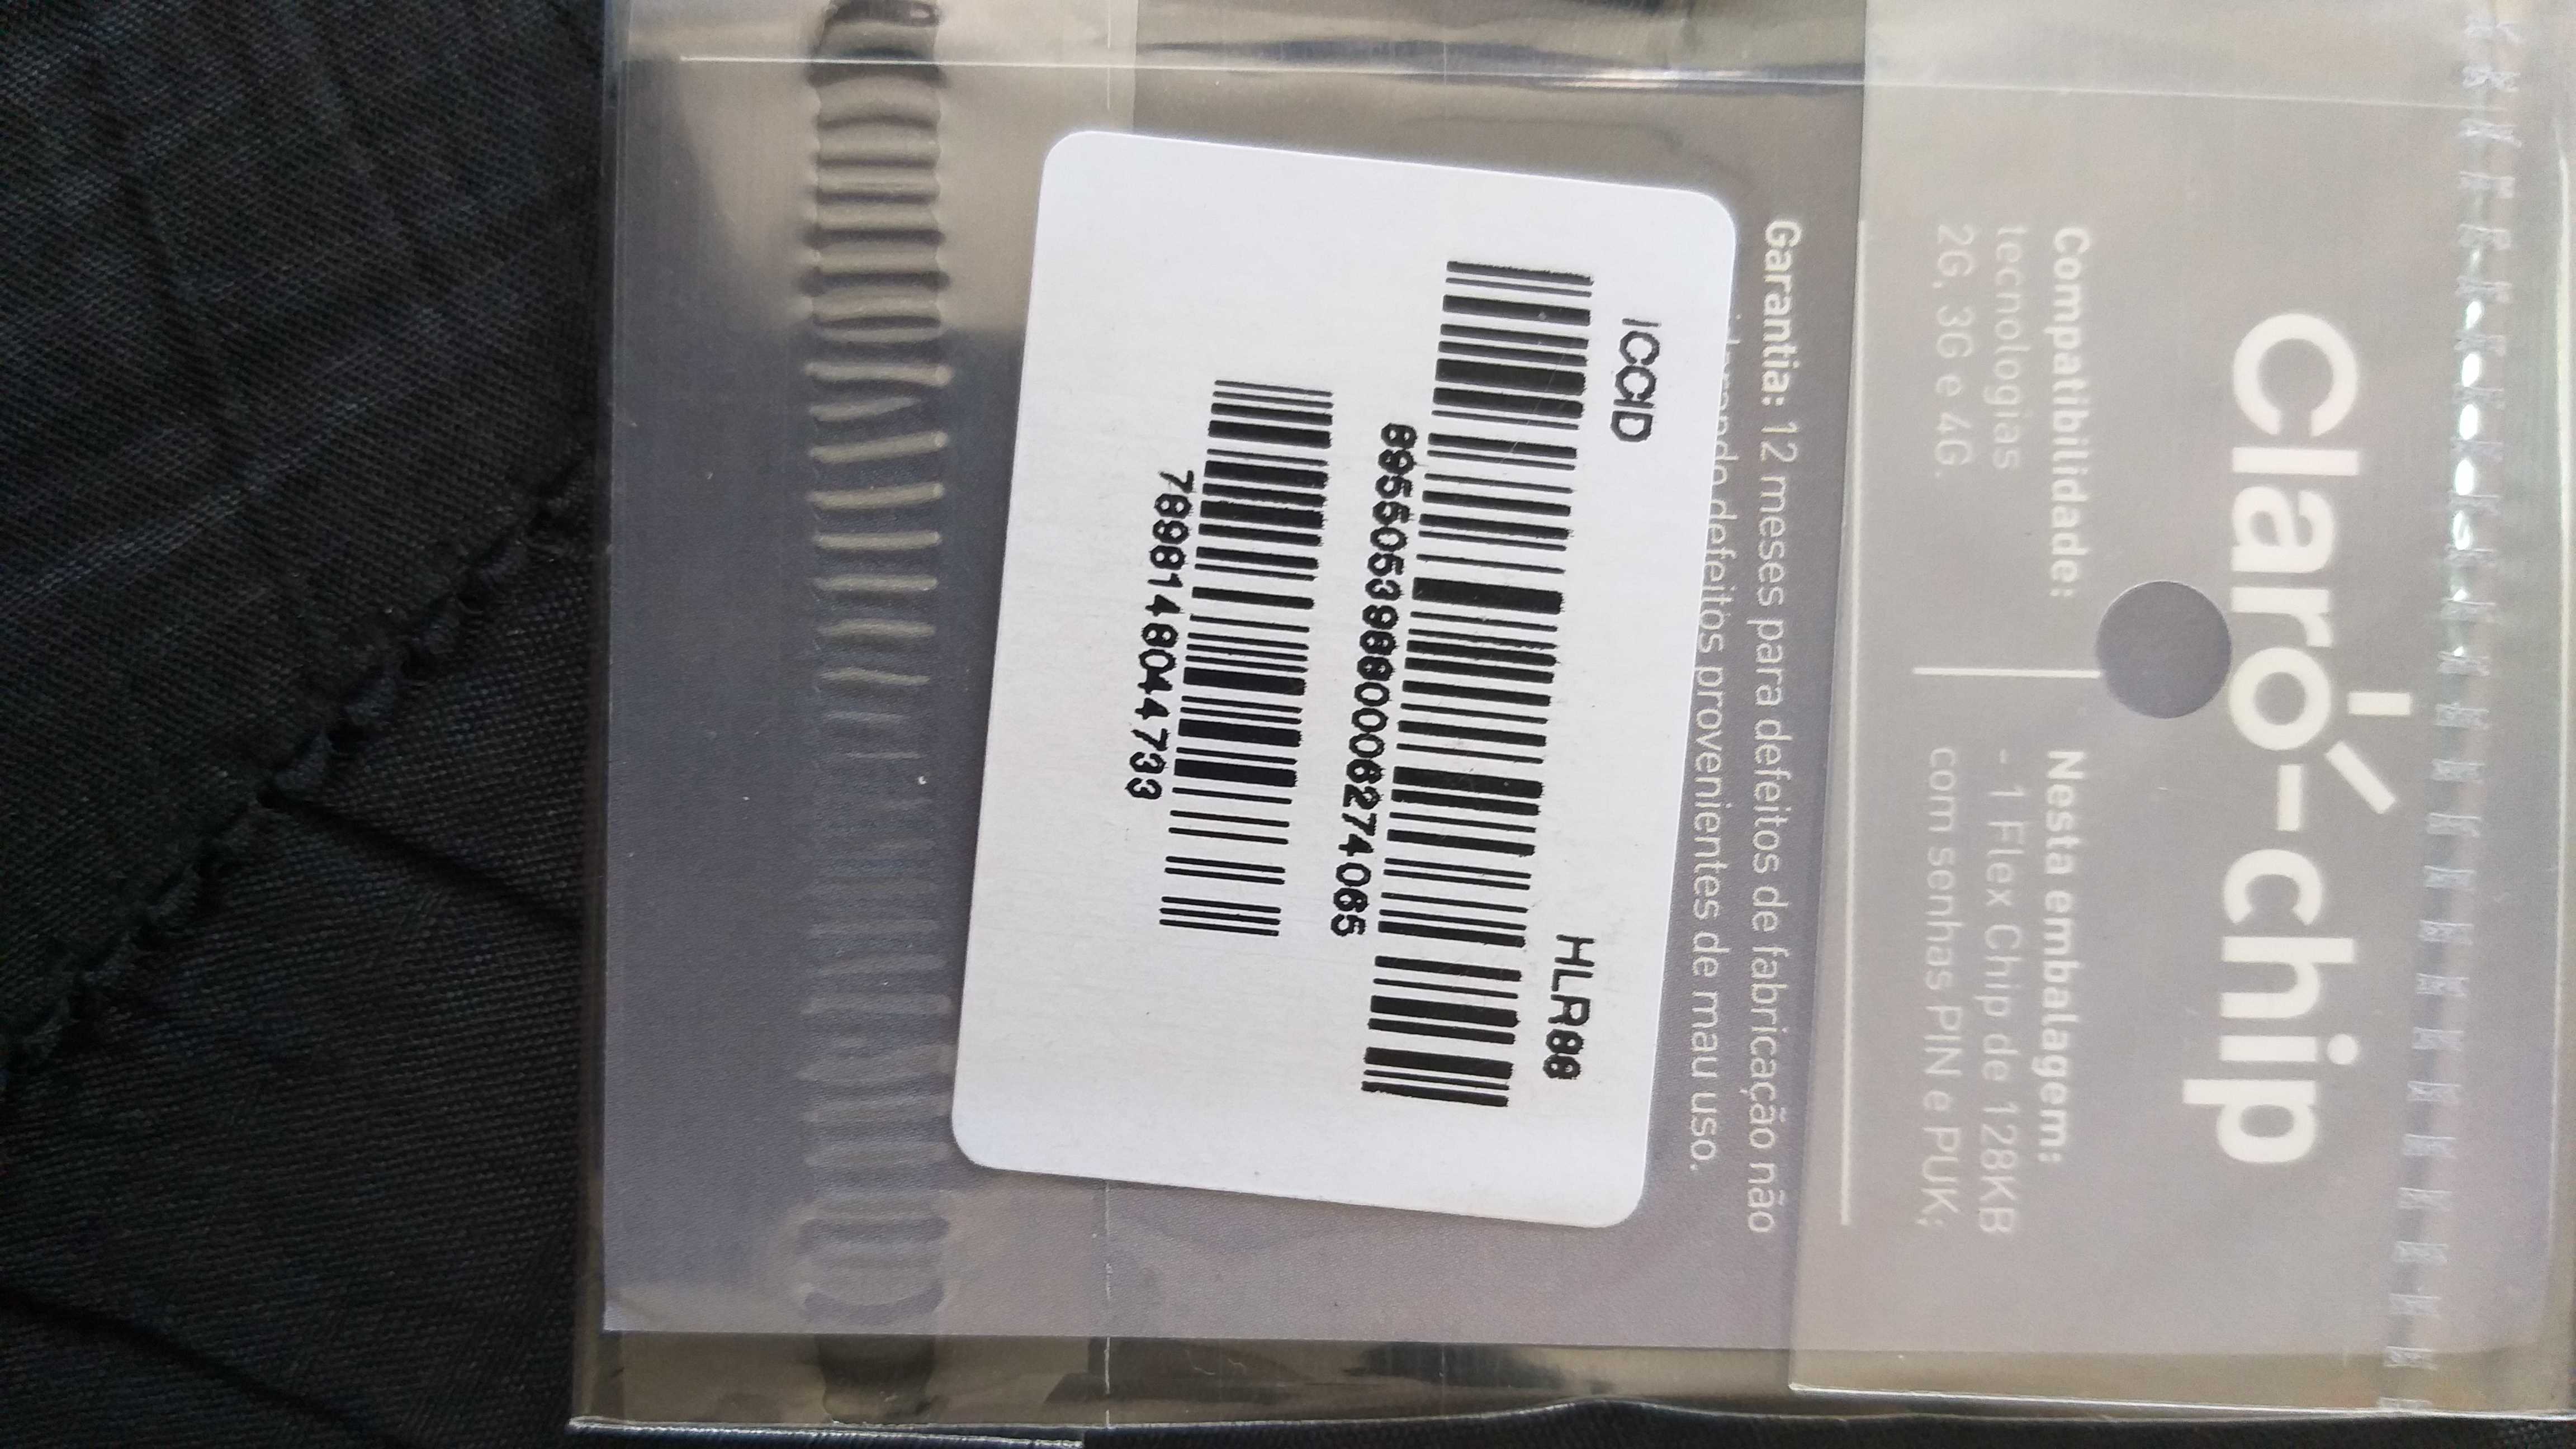 Claro-chip
Compatibilidade:
tecnologias
2G, 3G e 4G.
Nesta embalagem:
- 1 Flex Chip de 128KB
com senhas PIN e PUK;
Garantia: 12 meses para defeitos de fabricação não
defeitos provenientes de mau uso.
ICCID HLR88
89550539880006274065
7898148044733